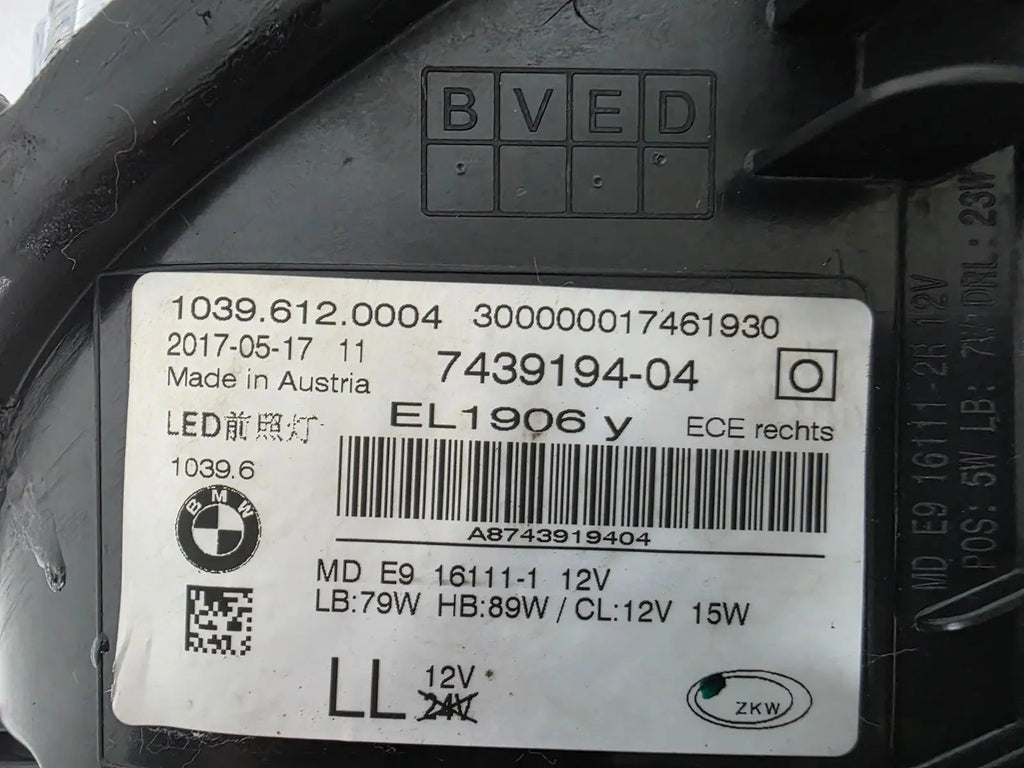 B V E D
1039.612.0004 300000017461930
2017-05-17 11
7439194-04
O
Made in Austria
EL1906 y
ECE rechts
LED前照灯
1039.6
BMW
A8743919404
MD E9 16111-1 12V
LB:79W HB:89W / CL:12V 15W
LL
12V
24V
ZKW
MD E9 16111-2R 12V
POS: 5W LB: 7W DRL: 23W